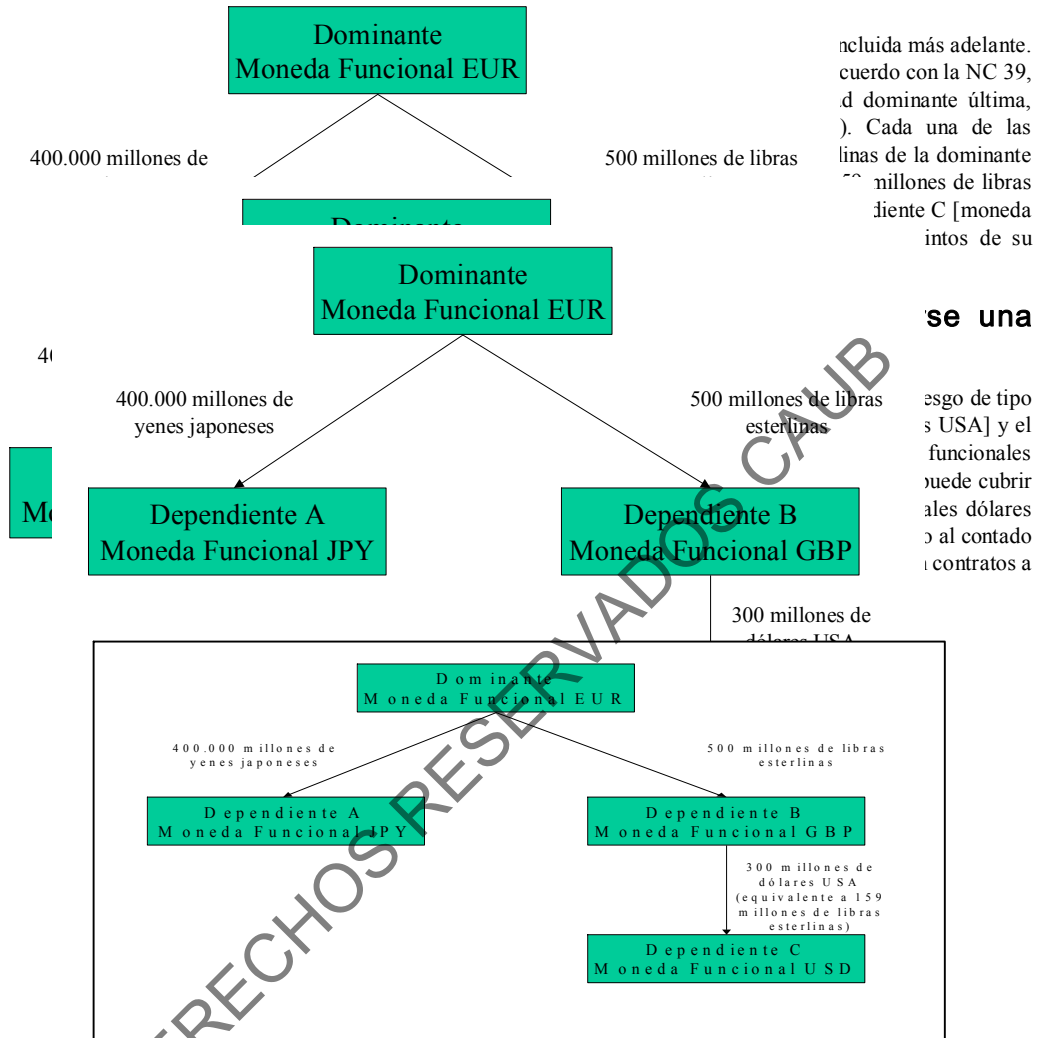 Dominante
Moneda Funcional EUR
400.000 millones de
500 millones de libras
incluida más adelante.
cuerdo con la NC 39,
dominante última,
). Cada una de las
linas de la dominante
millones de libras
diente C [moneda
intos de su
Dominante
Dominante
Moneda Funcional EUR
se una
400.000 millones de
yenes japoneses
500 millones de libras
esterlinas
esgo de tipo
s USA] y el
funcionales
puede cubrir
ales dólares
o al contado
contratos a
Dependiente A
Moneda Funcional JPY
Dependiente B
Moneda Funcional GBP
300 millones de
dólares USA
Dominante
Moneda Funcional EUR
400.000 millones de
yenes japoneses
500 millones de libras
esterlinas
Dependiente A
Moneda Funcional JPY
Dependiente B
Moneda Funcional GBP
300 millones de
dólares USA
(equivalente a 159
millones de libras
esterlinas)
Dependiente C
Moneda Funcional USD
ERECHOS RESERVADOS CAUB